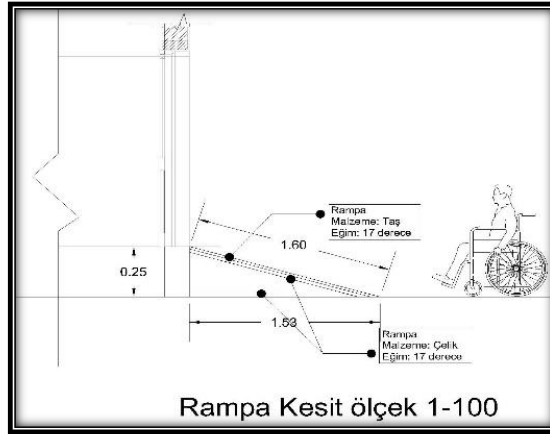 Rampa
Malzeme: Taş
Eğim: 17 derece
1.60
0.25
1.53
Rampa
Malzeme: Çelik
Eğim: 17 derece
Rampa Kesit ölçek 1-100